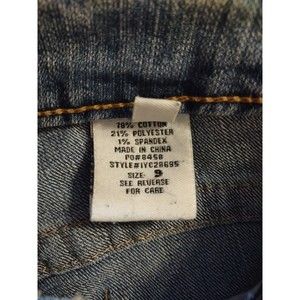 78% COTTON
21% POLYESTER
1% SPANDEX
MADE IN CHINA
PO#8458
STYLE#1YC28695
SIZE: 9
SEE REVERSE
FOR CARE